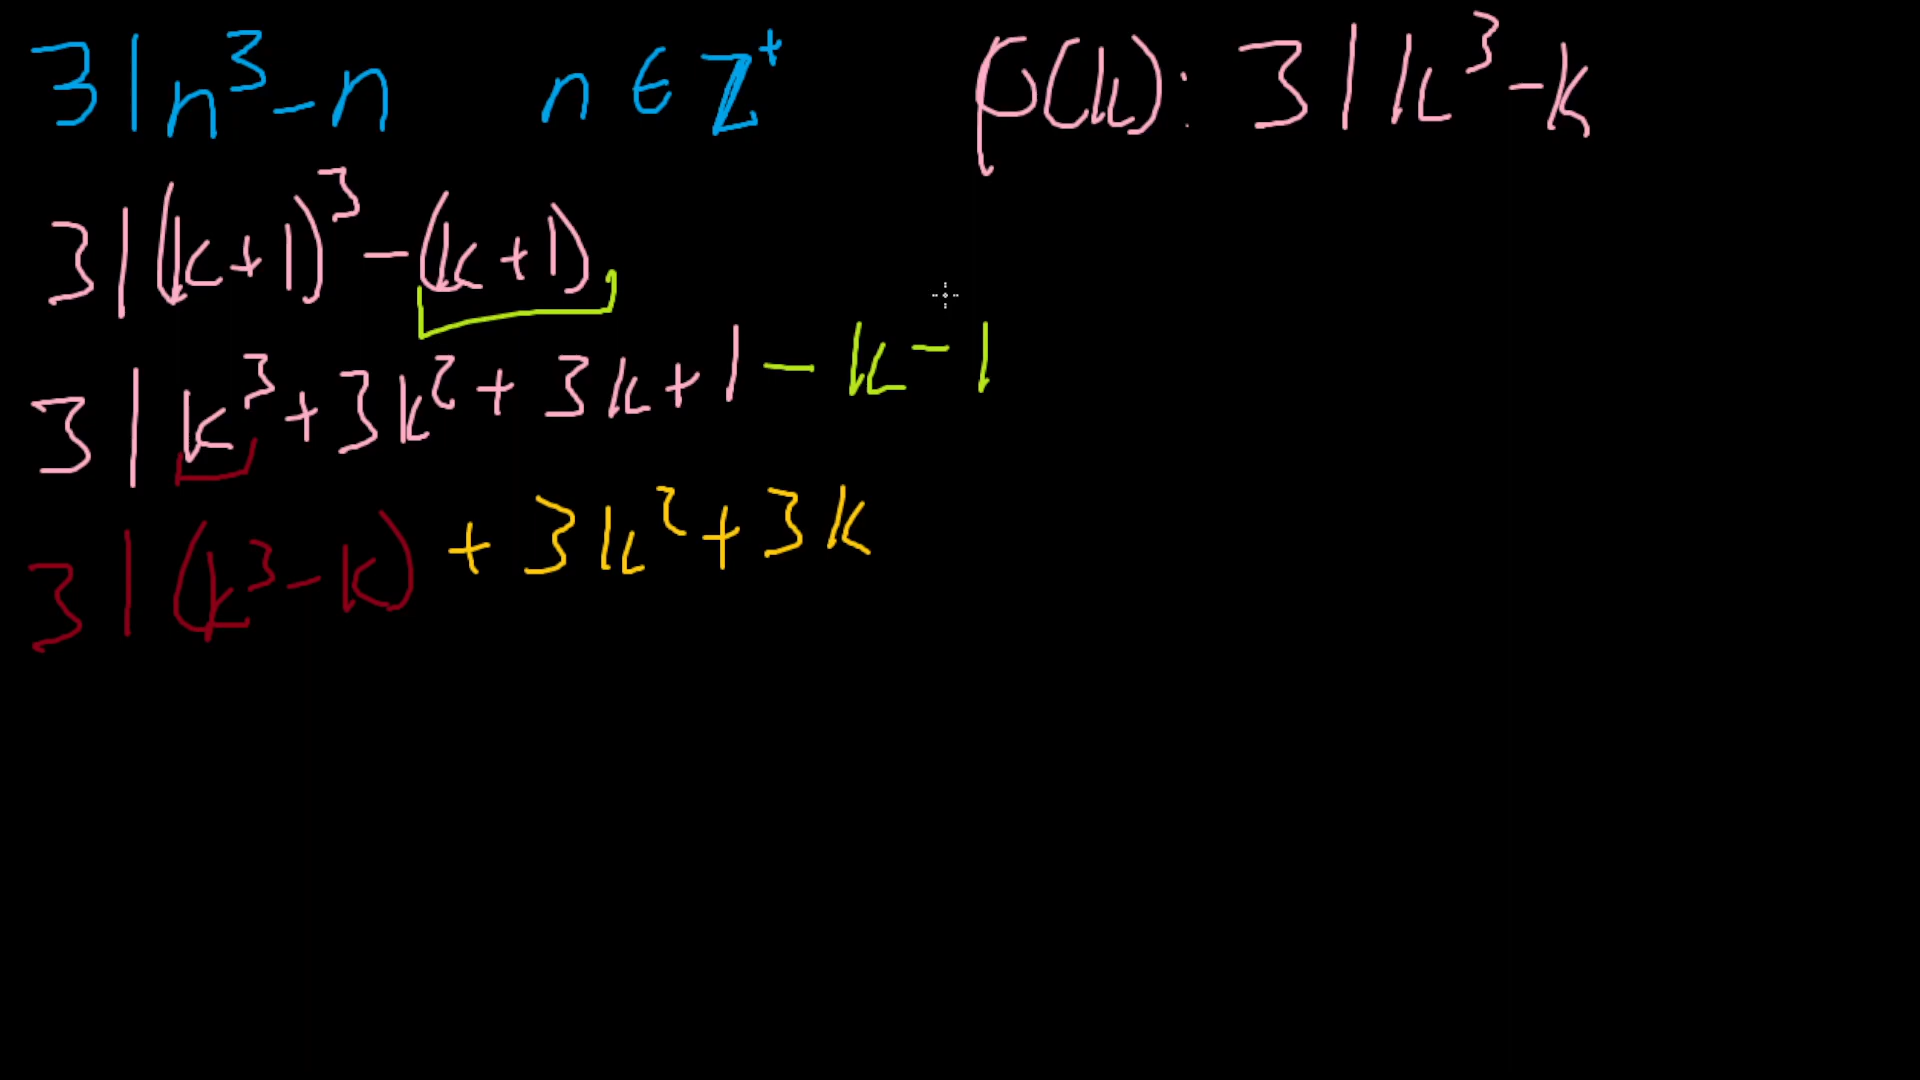 3|n³-n n∈Z⁺ p(k): 3|k³-k
3|(k+1)³-(k+1)
3|k³+3k²+3k+1-k-1
3|(k³-k)+3k²+3k